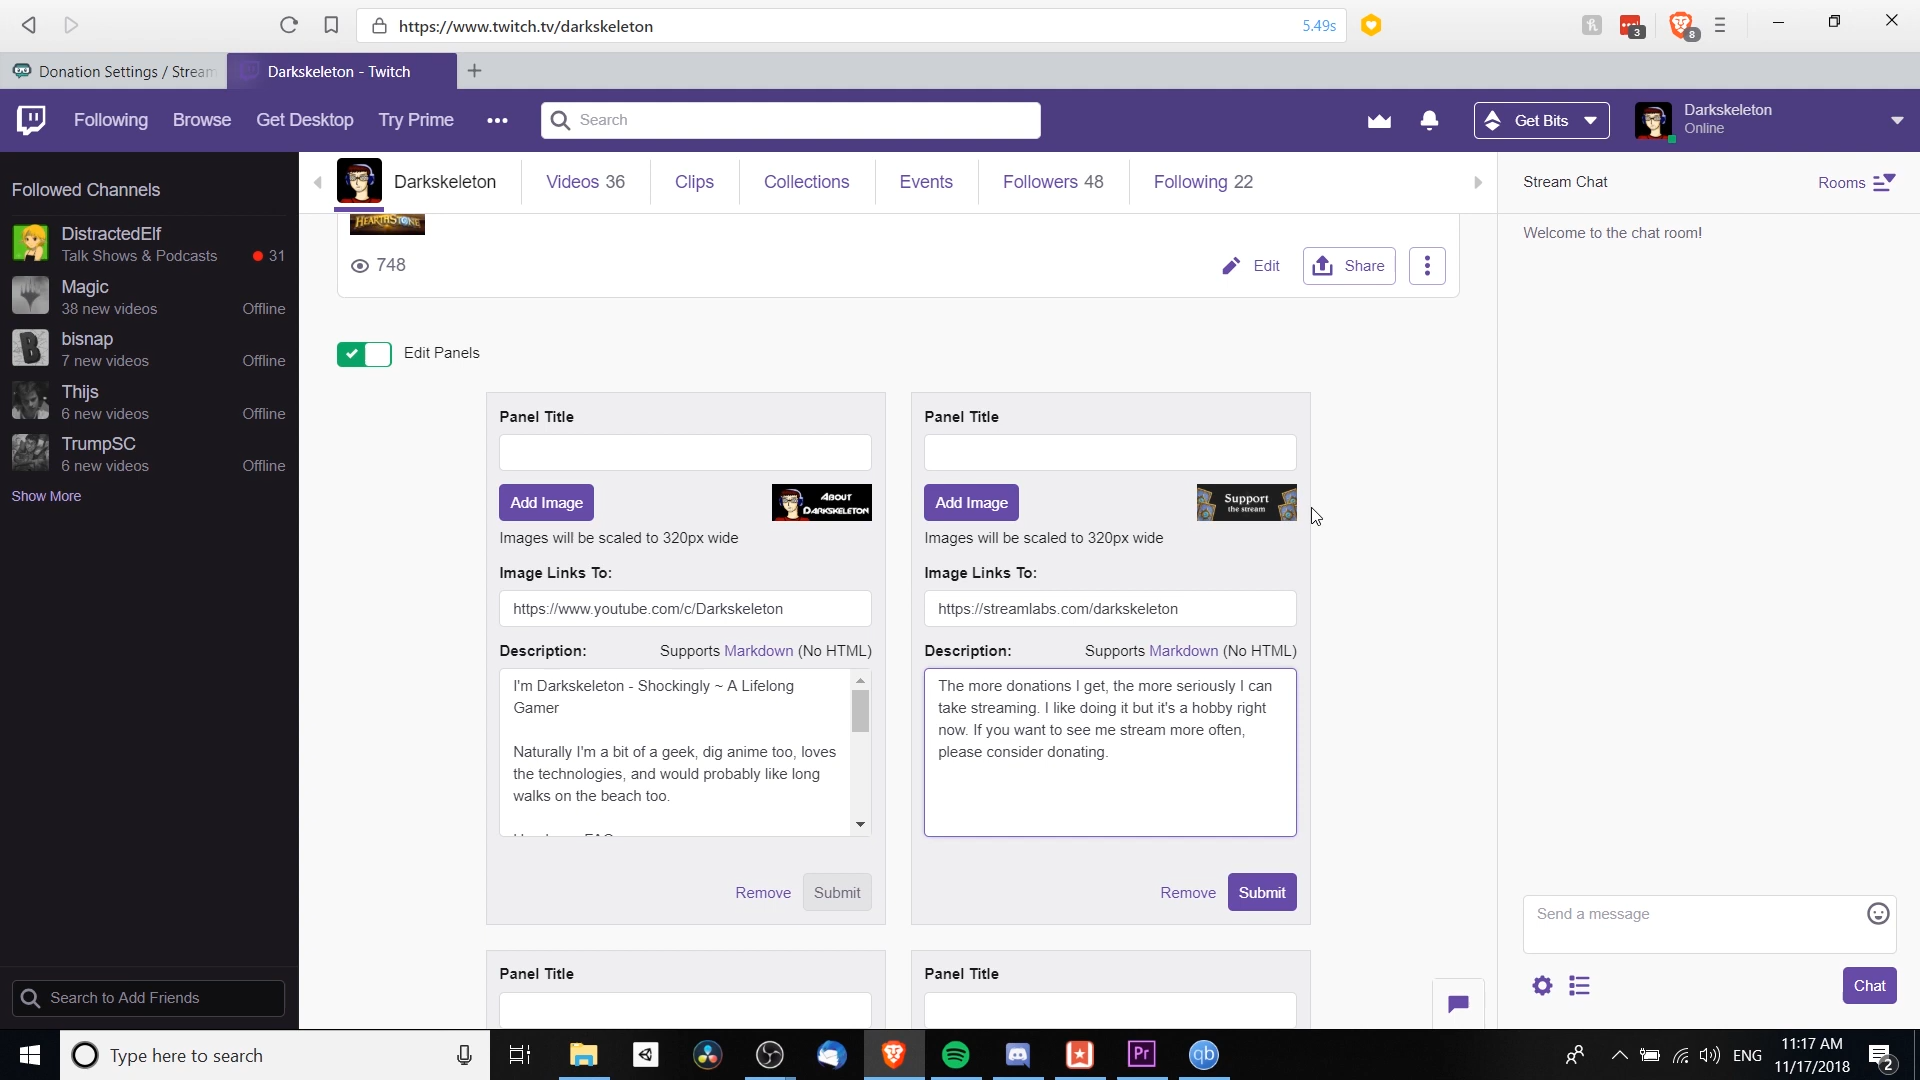 https://www.twitch.tv/darkskeleton
5.49s
3
8
Donation Settings / Stream
Darkskeleton - Twitch
Following
Browse
Get Desktop
Try Prime
Search
Get Bits
Darkskeleton
Online
Followed Channels
DistractedElf
Talk Shows & Podcasts
31
Magic
38 new videos
Offline
bisnap
7 new videos
Offline
Thijs
6 new videos
Offline
TrumpSC
6 new videos
Offline
Show More
Search to Add Friends
Darkskeleton
Videos 36
Clips
Collections
Events
Followers 48
Following 22
HEARTHSTONE
748
Edit
Share
Edit Panels
Panel Title
Add Image
ABOUT
DARKSKELETON
Images will be scaled to 320px wide
Image Links To:
https://www.youtube.com/c/Darkskeleton
Description:
Supports Markdown (No HTML)
I'm Darkskeleton - Shockingly ~ A Lifelong
Gamer
Naturally I'm a bit of a geek, dig anime too, loves
the technologies, and would probably like long
walks on the beach too.
Remove
Submit
Panel Title
Add Image
Support
the stream
Images will be scaled to 320px wide
Image Links To:
https://streamlabs.com/darkskeleton
Description:
Supports Markdown (No HTML)
The more donations I get, the more seriously I can
take streaming. I like doing it but it's a hobby right
now. If you want to see me stream more often,
please consider donating.
Remove
Submit
Panel Title
Panel Title
Stream Chat
Rooms
Welcome to the chat room!
Send a message
Chat
Type here to search
Pr
qb
ENG
11:17 AM
11/17/2018
2